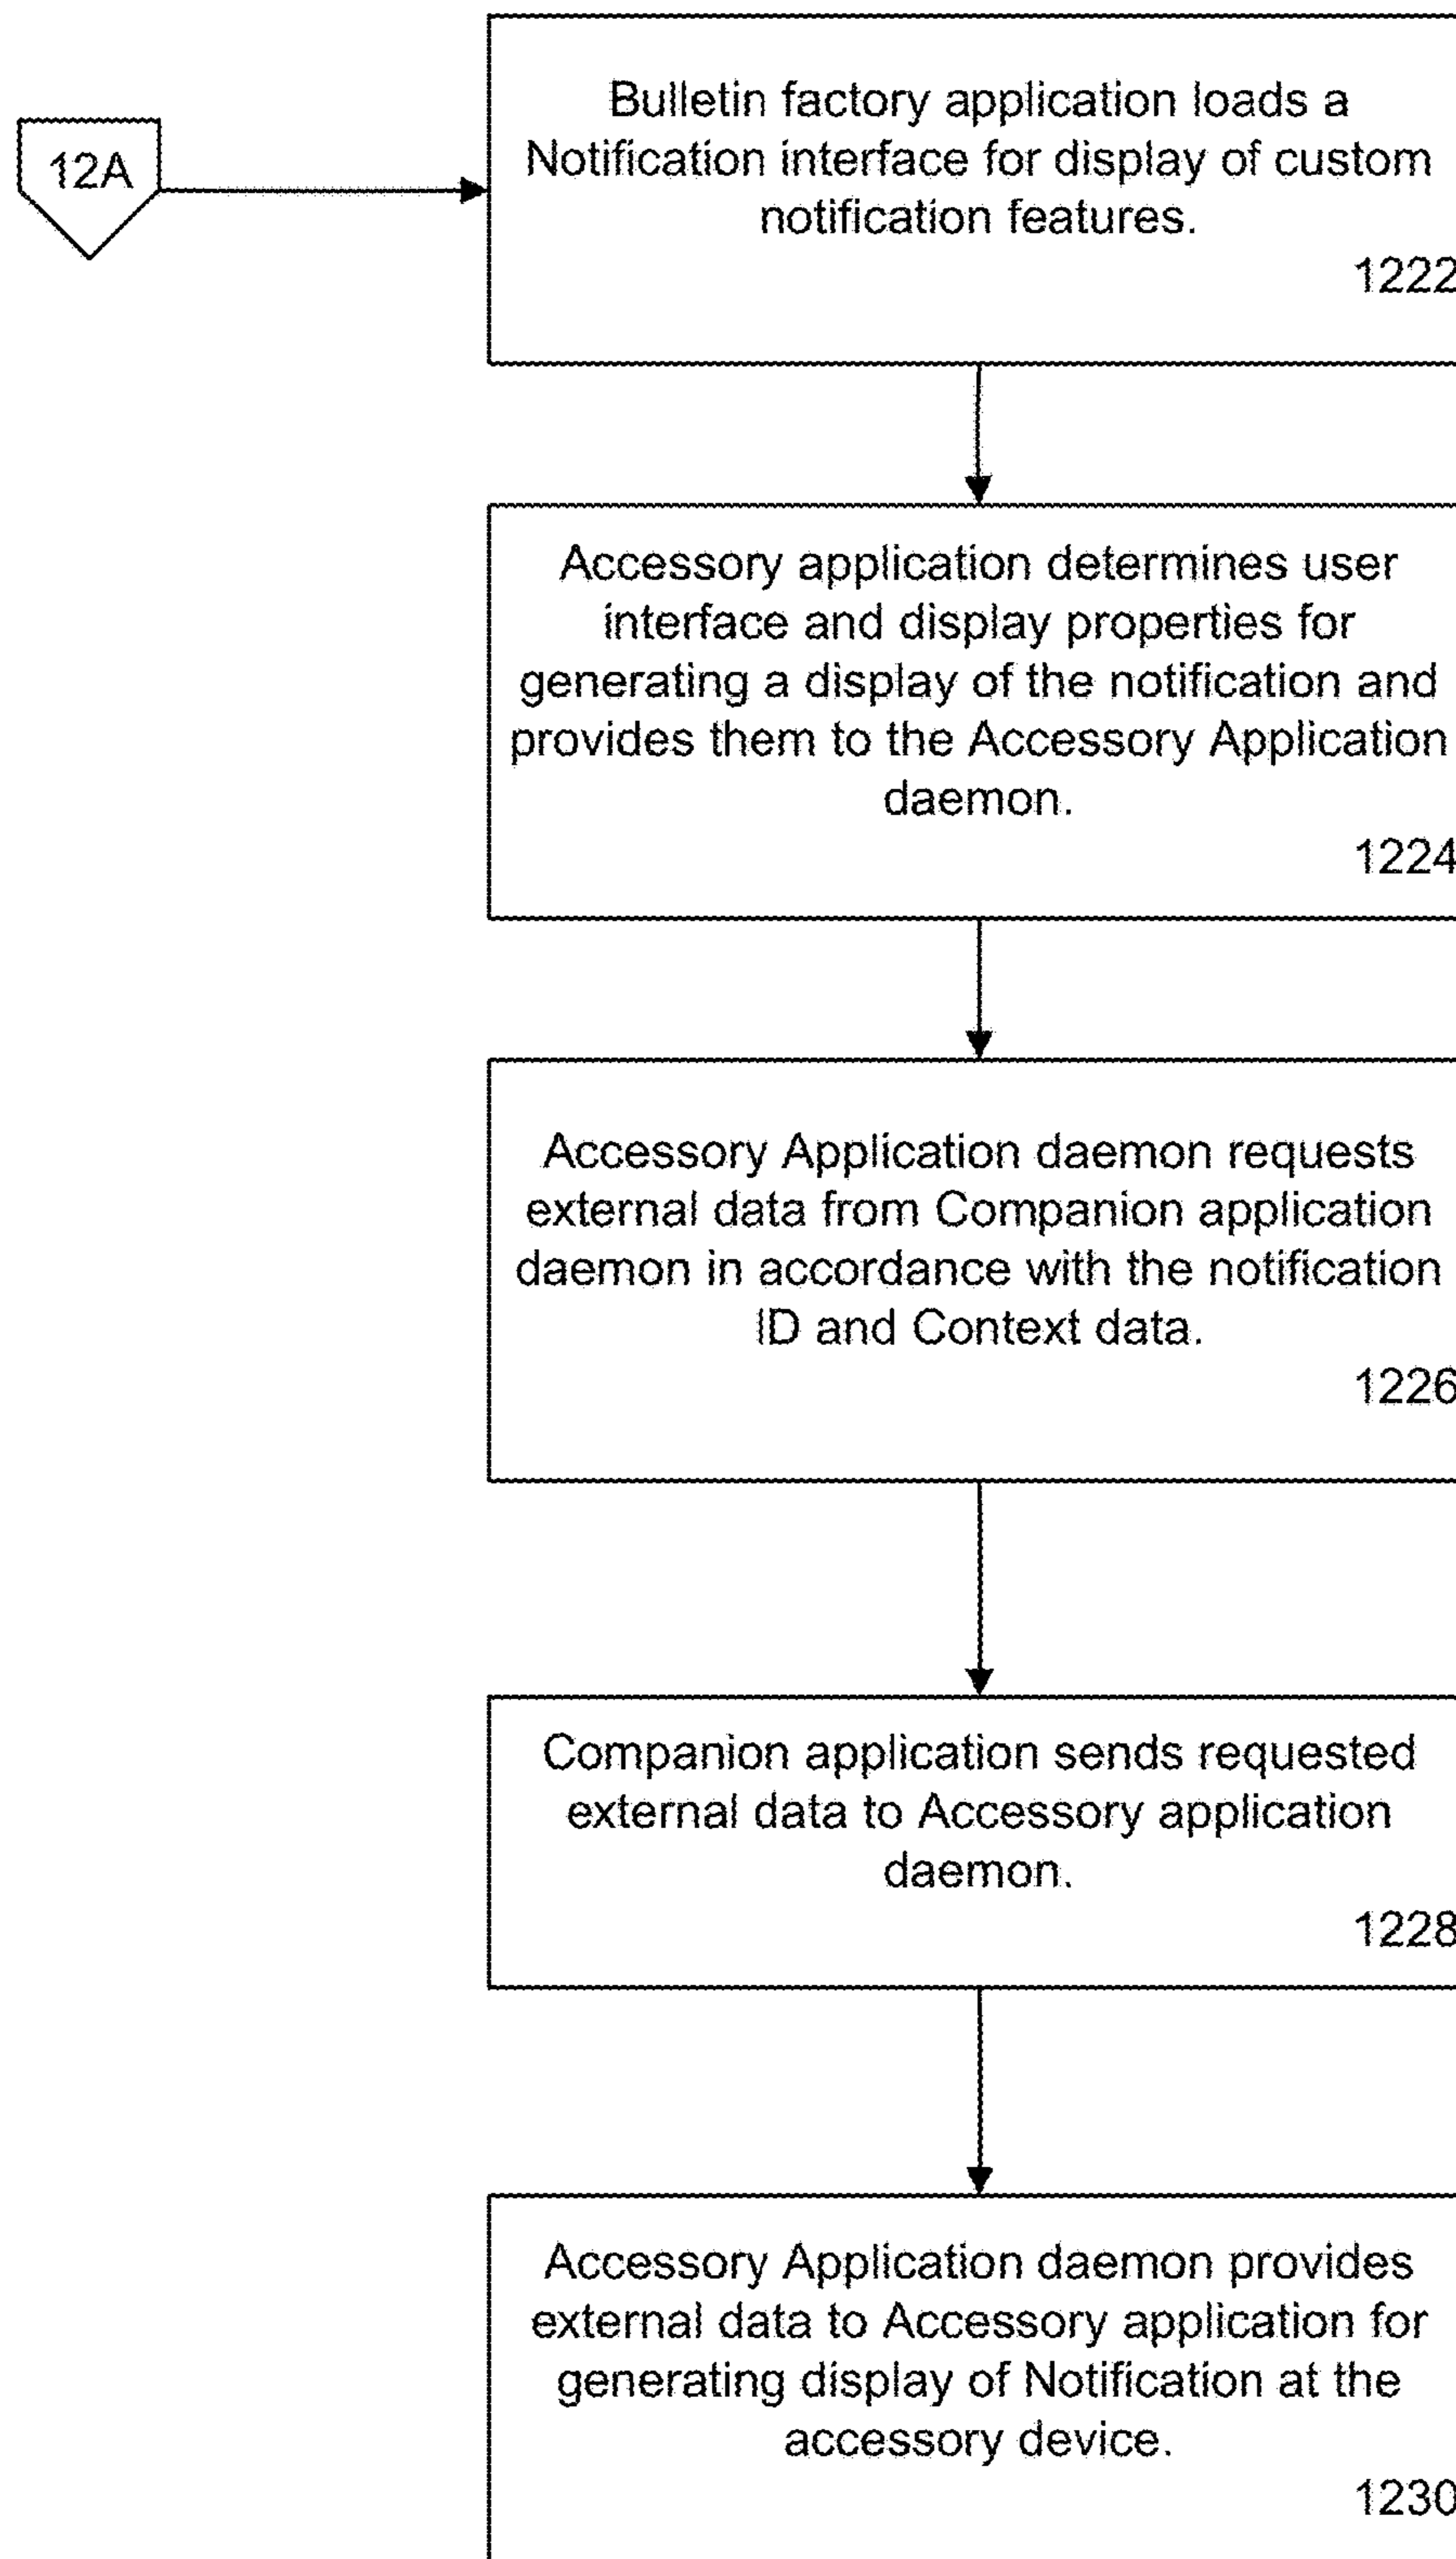 12A
Bulletin factory application loads a
Notification interface for display of custom
notification features.
1222
Accessory application determines user
interface and display properties for
generating a display of the notification and
provides them to the Accessory Application
daemon.
1224
Accessory Application daemon requests
external data from Companion application
daemon in accordance with the notification
ID and Context data.
1226
Companion application sends requested
external data to Accessory application
daemon.
1228
Accessory Application daemon provides
external data to Accessory application for
generating display of Notification at the
accessory device.
1230